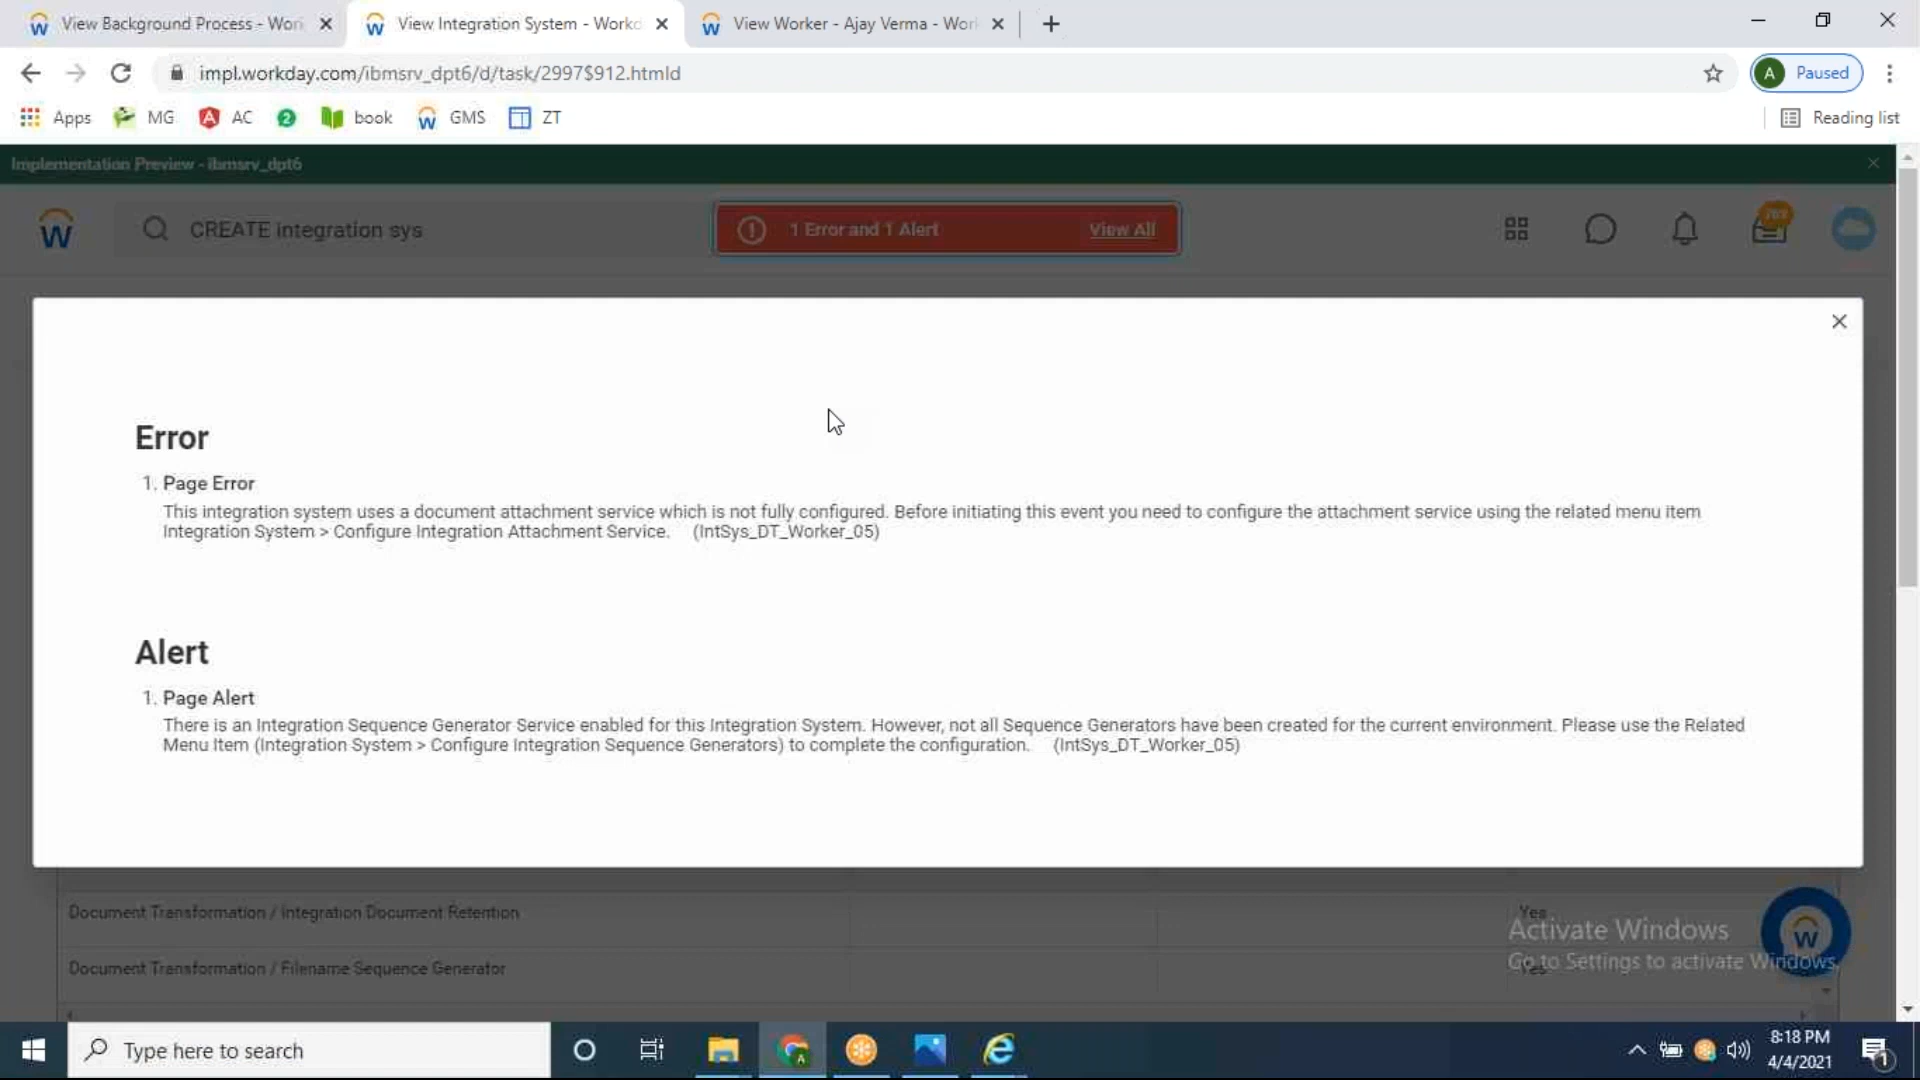 View Background Process - Wor
View Integration System - Workd
View Worker - Ajay Verma - Wor
impl.workday.com/ibmsrv_dpt6/d/task/2997$912.htmld
A Paused
Apps MG AC 2 book GMS ZT
Reading list
Implementation Preview - ibmsrv_dpt6
CREATE integration sys
1 Error and 1 Alert
View All
Error
1. Page Error
This integration system uses a document attachment service which is not fully configured. Before initiating this event you need to configure the attachment service using the related menu item
Integration System > Configure Integration Attachment Service. (IntSys_DT_Worker_05)
Alert
1. Page Alert
There is an Integration Sequence Generator Service enabled for this Integration System. However, not all Sequence Generators have been created for the current environment. Please use the Related
Menu Item (Integration System > Configure Integration Sequence Generators) to complete the configuration. (IntSys_DT_Worker_05)
Document Transformation / Integration Document Retention
Yes
Document Transformation / Filename Sequence Generator
Activate Windows
Go to Settings to activate Windows.
Type here to search
8:18 PM
4/4/2021
1